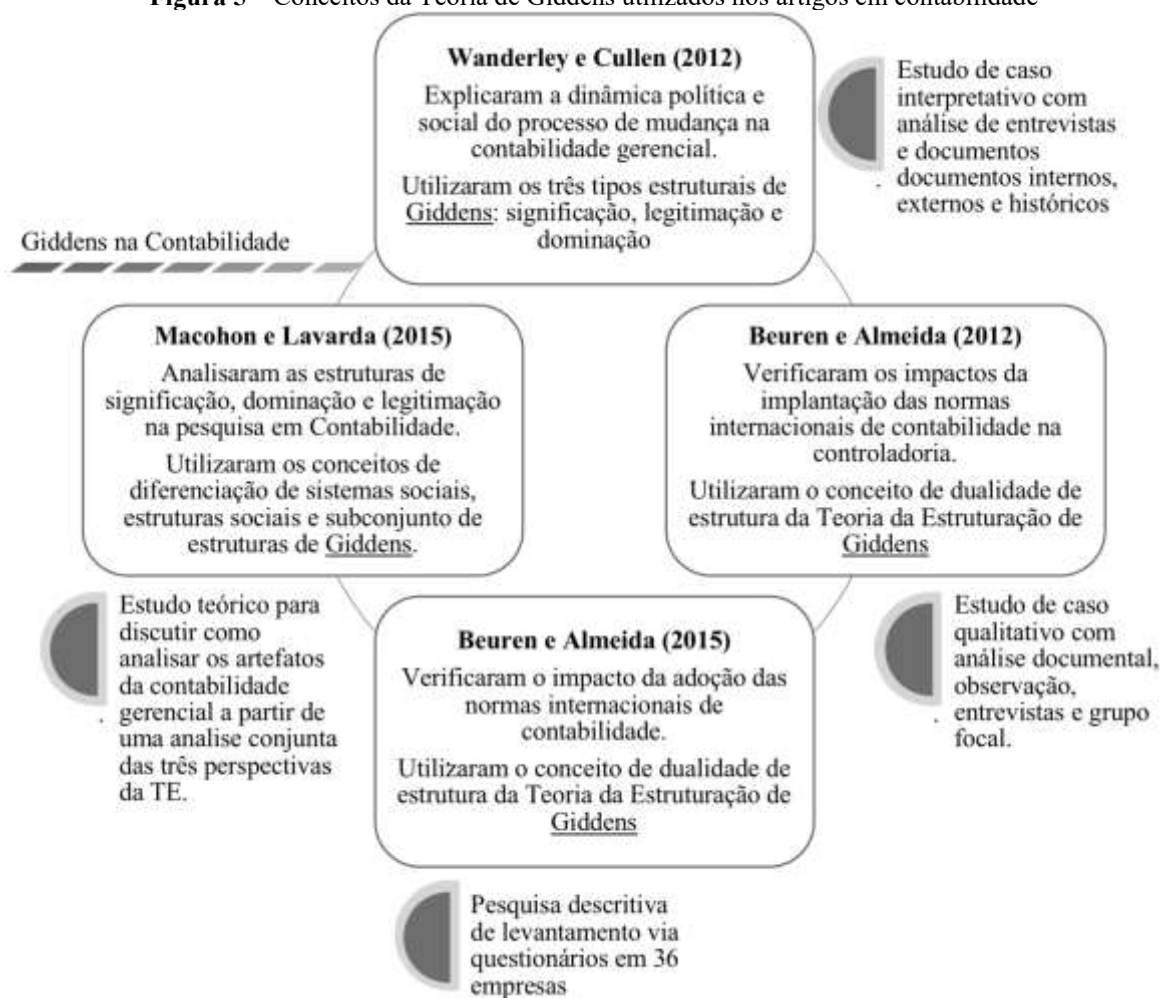 Figura 3 – Conceitos da Teoria de Giddens utilizados nos artigos em contabilidade
Wanderley e Cullen (2012)
Explicaram a dinâmica política e
social do processo de mudança na
contabilidade gerencial.
Utilizaram os três tipos estruturais de
Giddens: significação, legitimação e
dominação
Estudo de caso
interpretativo com
análise de entrevistas
e documentos
. documentos internos,
externos e históricos
Giddens na Contabilidade
Macohon e Lavarda (2015)
Analisaram as estruturas de
significação, dominação e legitimação
na pesquisa em Contabilidade.
Utilizaram os conceitos de
diferenciação de sistemas sociais,
estruturas sociais e subconjunto de
estruturas de Giddens.
Beuren e Almeida (2012)
Verificaram os impactos da
implantação das normas
internacionais de contabilidade na
controladoria.
Utilizaram o conceito de dualidade de
estrutura da Teoria da Estruturação de
Giddens
Estudo teórico para
discutir como
analisar os artefatos
da contabilidade
. gerencial a partir de
uma analise conjunta
das três perspectivas
da TE.
Beuren e Almeida (2015)
Verificaram o impacto da adoção das
normas internacionais de
contabilidade.
Utilizaram o conceito de dualidade de
estrutura da Teoria da Estruturação de
Giddens
Estudo de caso
qualitativo com
análise documental,
observação,
. entrevistas e grupo
focal.
Pesquisa descritiva
de levantamento via
questionários em 36
empresas